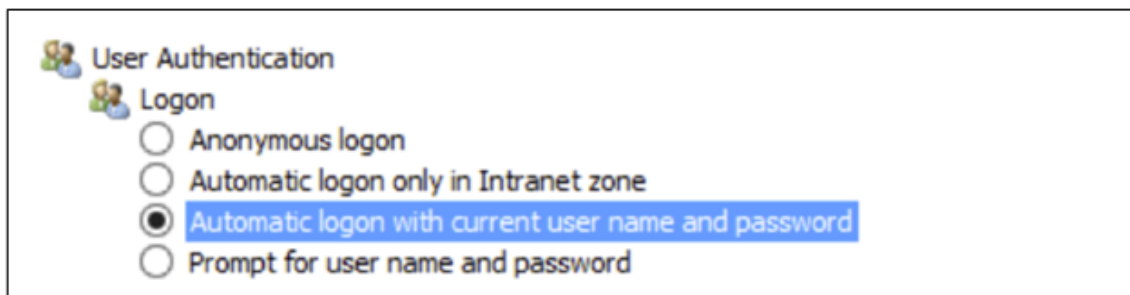 User Authentication
Logon
Anonymous logon
Automatic logon only in Intranet zone
Automatic logon with current user name and password
Prompt for user name and password